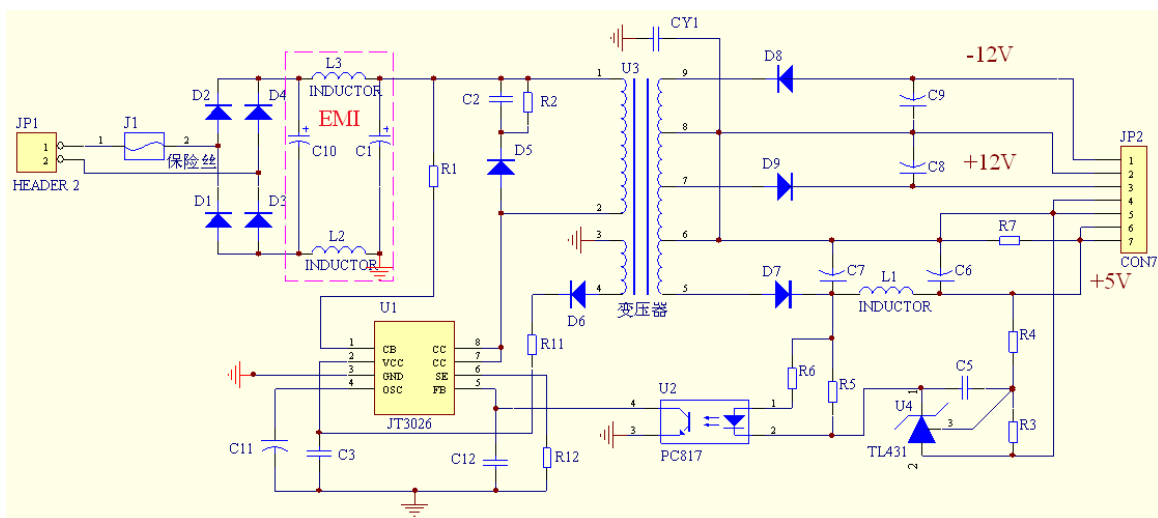 CY1
-12V
U3
1
9
D8
L3
INDUCTOR
EMI
D2
D4
C2
R2
C9
JP1
1
2
HEADER 2
1
J1
2
保险丝
C10
C1
8
JP2
D5
R1
D9
7
+12V
C8
1
2
3
4
5
6
7
CON7
D1
D3
2
3
6
R7
L2
INDUCTOR
4
5
D6
变压器
D7
C7
L1
INDUCTOR
C6
+5V
U1
R11
R4
1
2
3
4
CB
VCC
GND
OSC
CC
CC
SE
FB
8
7
6
5
JT3026
U2
4
3
1
2
PC817
R6
R5
C5
U4
1
3
2
TL431
R3
C11
C3
C12
R12